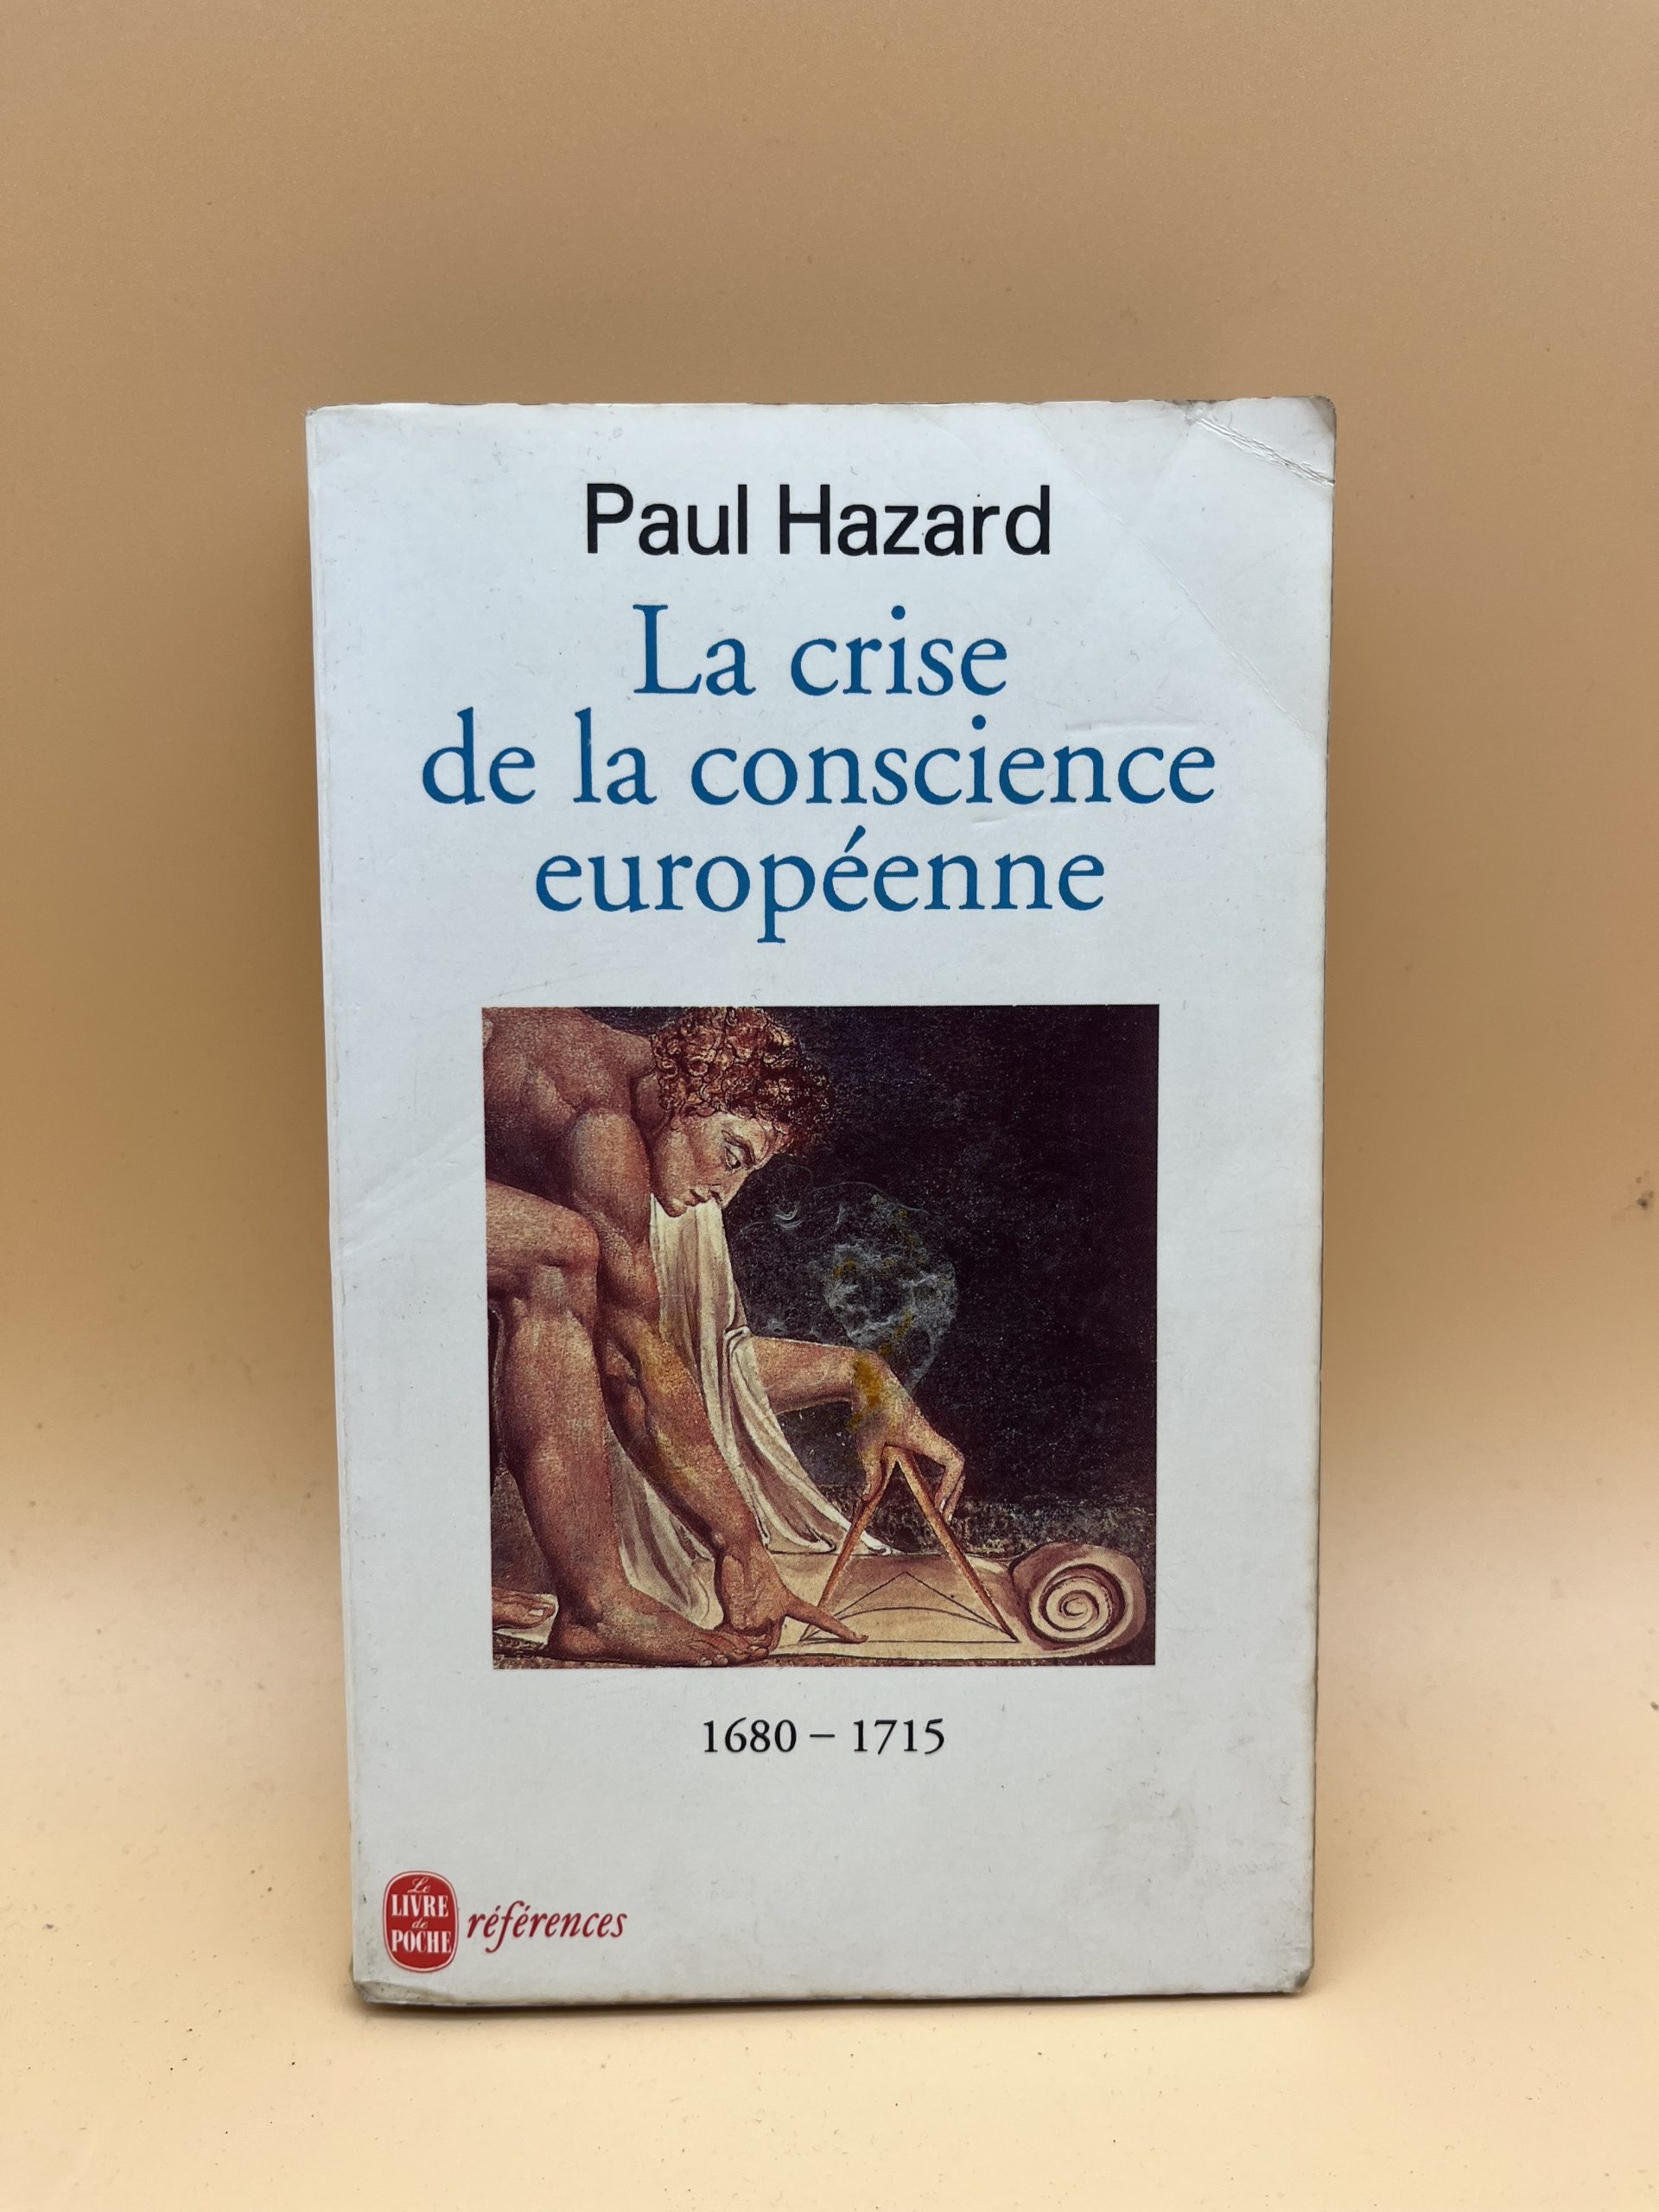 Paul Hazard
La crise
de la conscience
européenne
1680 – 1715
Le
LIVRE
de
POCHE
références